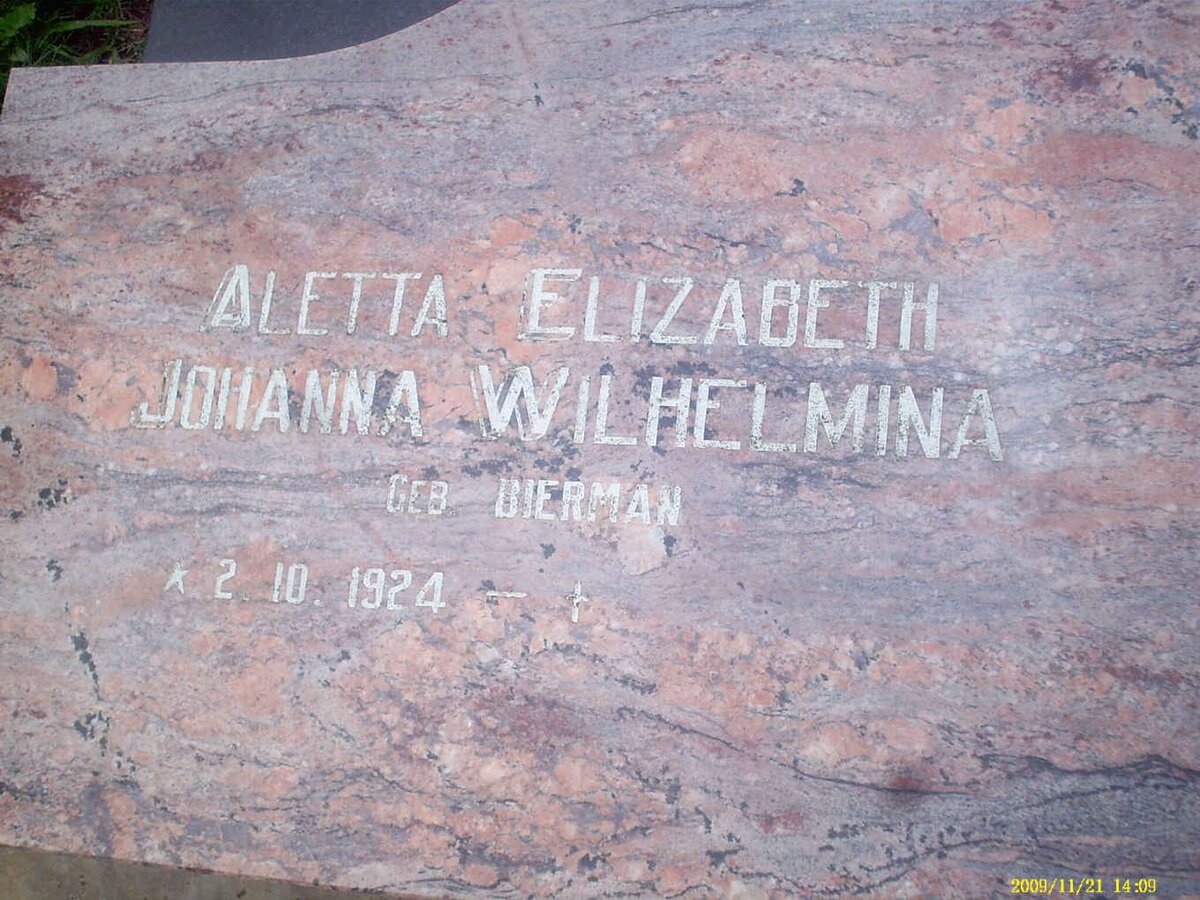 ALETTA ELIZABETH
JOHANNA WILHELMINA
GEB. BIERMAN
* 2. 10. 1924 — †
2009/11/21 14:09